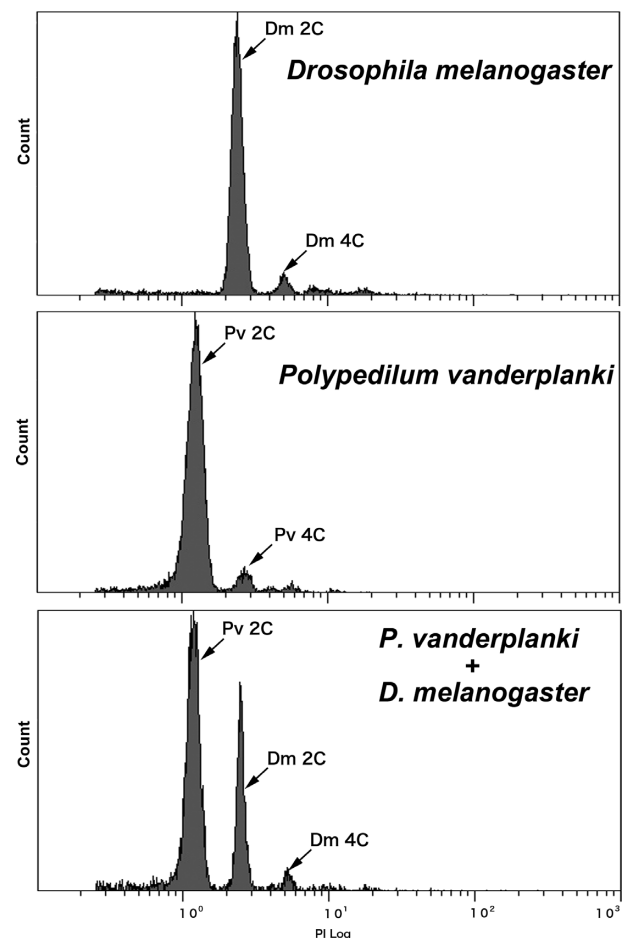 Dm 2C
Drosophila melanogaster
Count
Dm 4C
Pv 2C
Polypedilum vanderplanki
Count
Pv 4C
Pv 2C
P. vanderplanki
+
D. melanogaster
Count
Dm 2C
Dm 4C
10⁰ 10¹ 10² 10³
PI Log